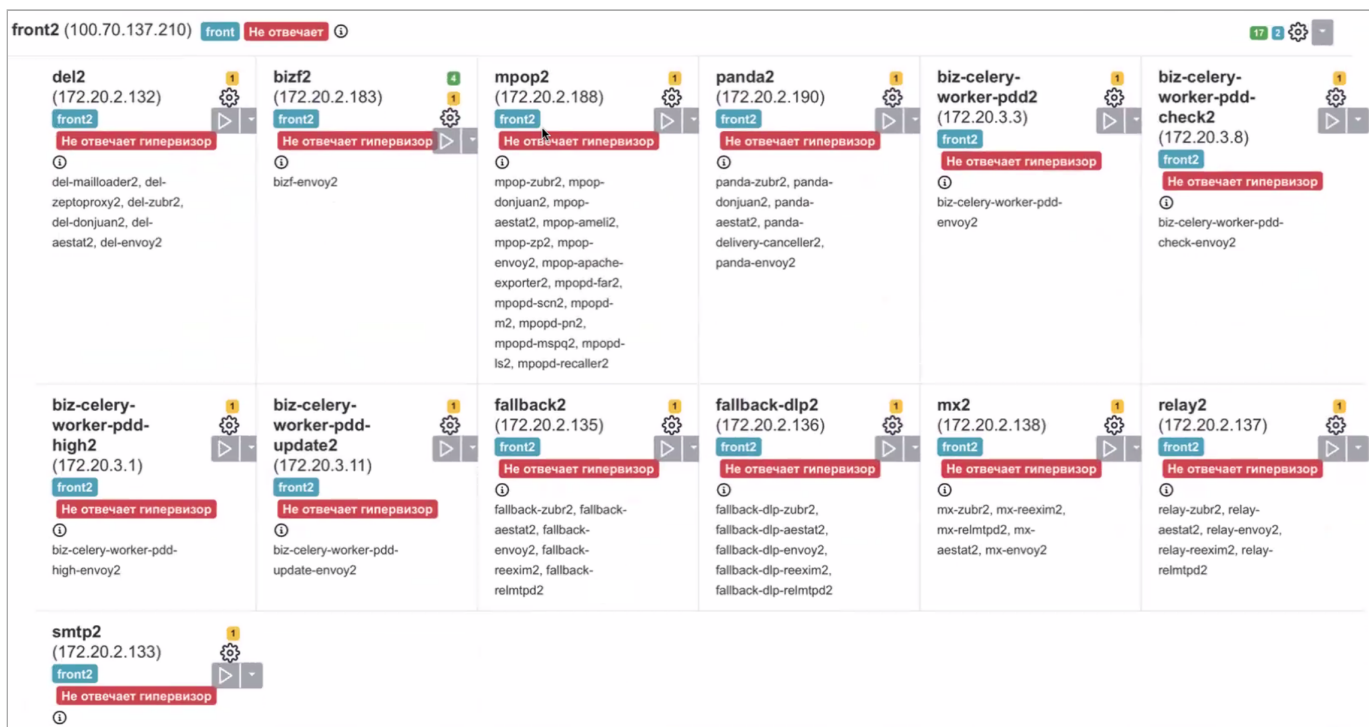 front2 (100.70.137.210) front Не отвечает
17 2
del2
1
(172.20.2.132)
front2
Не отвечает гипервизор
del-mailloader2, del-
zeptoproxy2, del-zubr2,
del-donjuan2, del-
aestat2, del-envoy2
bizf2
4
(172.20.2.183)
1
front2
Не отвечает гипервизор
bizf-envoy2
mpop2
1
(172.20.2.188)
front2
Не отвечает гипервизор
mpop-zubr2, mpop-
donjuan2, mpop-
aestat2, mpop-ameli2,
mpop-zp2, mpop-
envoy2, mpop-apache-
exporter2, mpopd-far2,
mpopd-scn2, mpopd-
m2, mpopd-pn2,
mpopd-mspq2, mpopd-
ls2, mpopd-recaller2
panda2
1
(172.20.2.190)
front2
Не отвечает гипервизор
panda-zubr2, panda-
donjuan2, panda-
aestat2, panda-
delivery-canceller2,
panda-envoy2
biz-celery-
1
worker-pdd2
(172.20.3.3)
front2
Не отвечает гипервизор
biz-celery-worker-pdd-
envoy2
biz-celery-
1
worker-pdd-
check2
(172.20.3.8)
front2
Не отвечает гипервизор
biz-celery-worker-pdd-
check-envoy2
biz-celery-
1
worker-pdd-
high2
(172.20.3.1)
front2
Не отвечает гипервизор
biz-celery-worker-pdd-
high-envoy2
biz-celery-
1
worker-pdd-
update2
(172.20.3.11)
front2
Не отвечает гипервизор
biz-celery-worker-pdd-
update-envoy2
fallback2
1
(172.20.2.135)
front2
Не отвечает гипервизор
fallback-zubr2, fallback-
aestat2, fallback-
envoy2, fallback-
reexim2, fallback-
relmtpd2
fallback-dlp2
1
(172.20.2.136)
front2
Не отвечает гипервизор
fallback-dlp-zubr2,
fallback-dlp-aestat2,
fallback-dlp-envoy2,
fallback-dlp-reexim2,
fallback-dlp-relmtpd2
mx2
1
(172.20.2.138)
front2
Не отвечает гипервизор
mx-zubr2, mx-reexim2,
mx-relmtpd2, mx-
aestat2, mx-envoy2
relay2
1
(172.20.2.137)
front2
Не отвечает гипервизор
relay-zubr2, relay-
aestat2, relay-envoy2,
relay-reexim2, relay-
relmtpd2
smtp2
1
(172.20.2.133)
front2
Не отвечает гипервизор